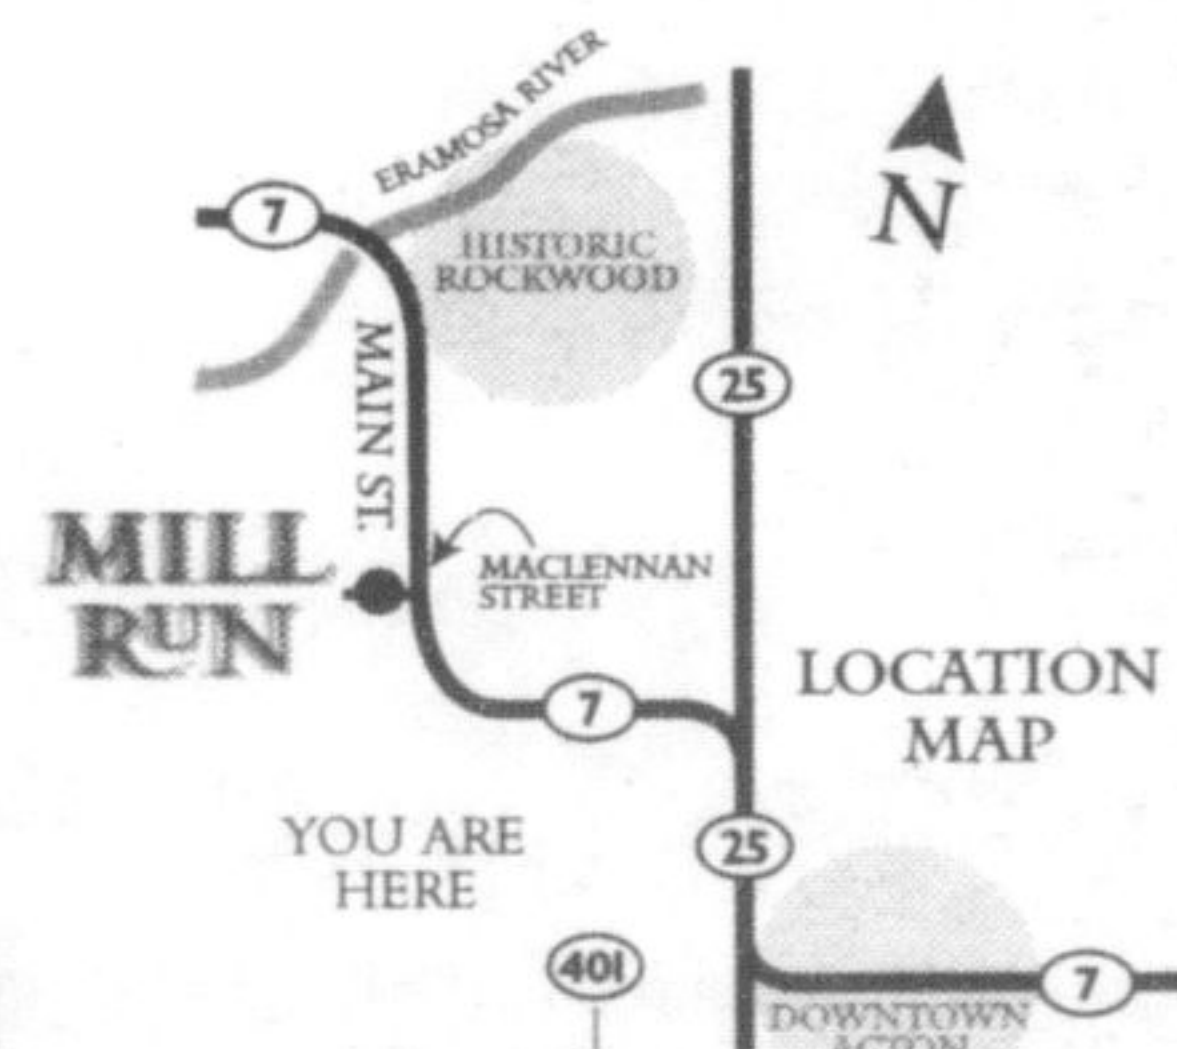 ERAMOSA RIVER
7
N
HISTORIC
ROCKWOOD
MAIN ST.
25
MILL
RUN
MACLENNAN
STREET
LOCATION
MAP
7
YOU ARE
HERE
25
401
7
DOWNTOWN
ACTON